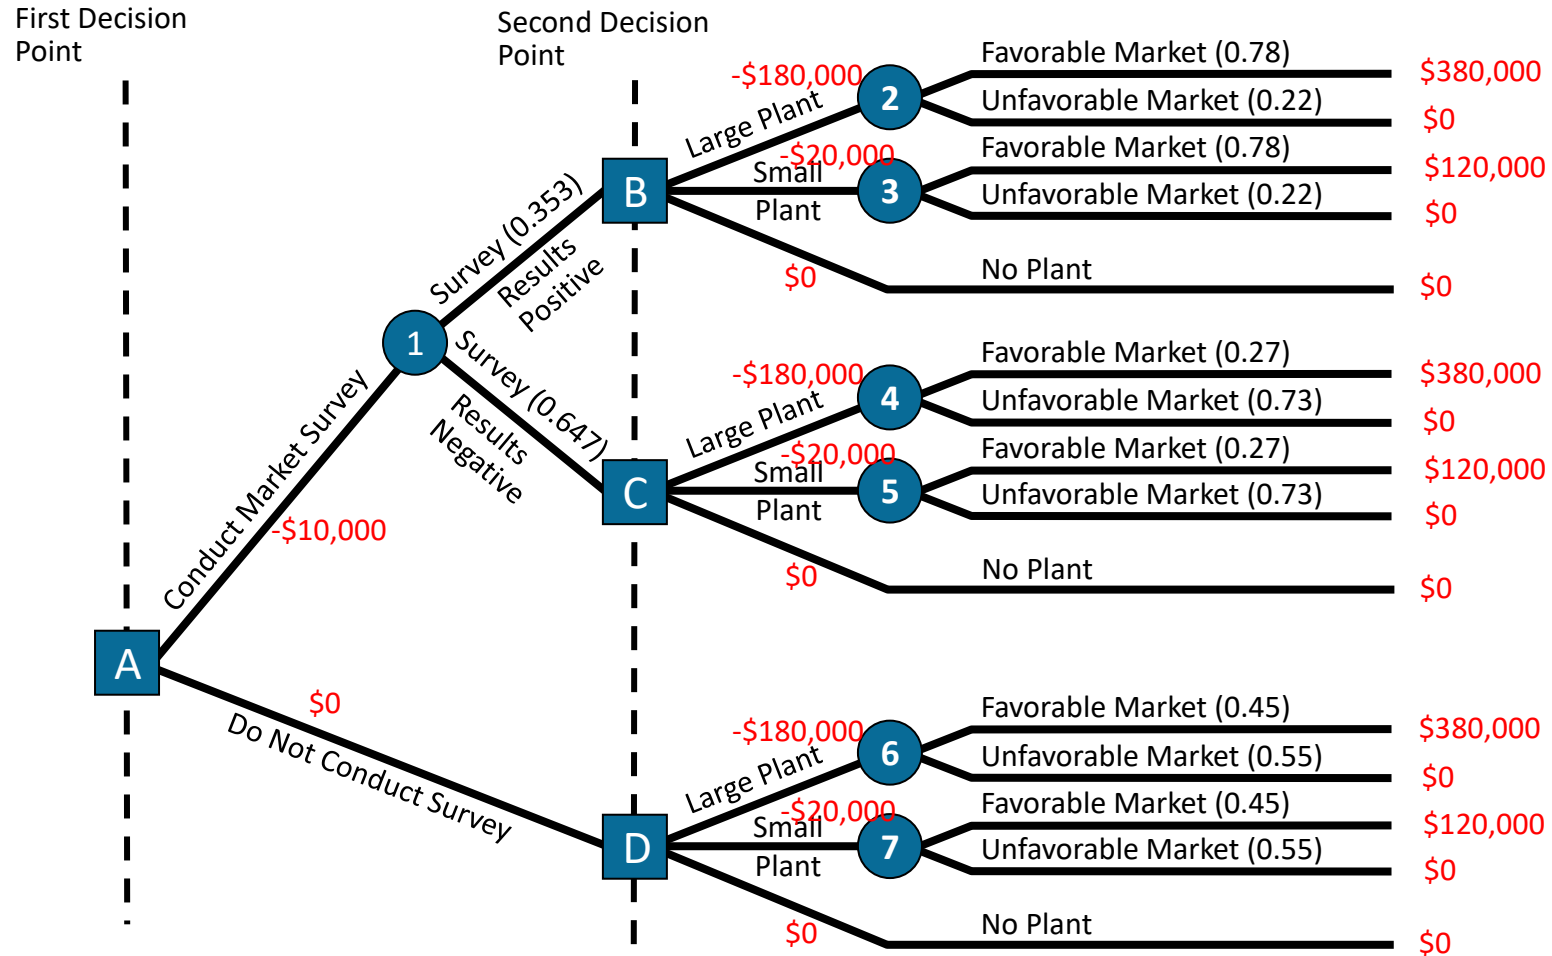 First Decision
Point
Second Decision
Point
-$180,000
Large Plant
2
Favorable Market (0.78)
$380,000
Unfavorable Market (0.22)
$0
-$20,000
Small
Plant
B
3
Favorable Market (0.78)
$120,000
Unfavorable Market (0.22)
$0
$0
No Plant
$0
Survey (0.353)
Results
Positive
1
Survey (0.647)
Results
Negative
-$180,000
Large Plant
4
Favorable Market (0.27)
$380,000
Unfavorable Market (0.73)
$0
-$20,000
Small
Plant
C
5
Favorable Market (0.27)
$120,000
Unfavorable Market (0.73)
$0
$0
No Plant
$0
Conduct Market Survey
-$10,000
A
$0
Do Not Conduct Survey
-$180,000
Large Plant
6
Favorable Market (0.45)
$380,000
Unfavorable Market (0.55)
$0
-$20,000
Small
Plant
D
7
Favorable Market (0.45)
$120,000
Unfavorable Market (0.55)
$0
$0
No Plant
$0